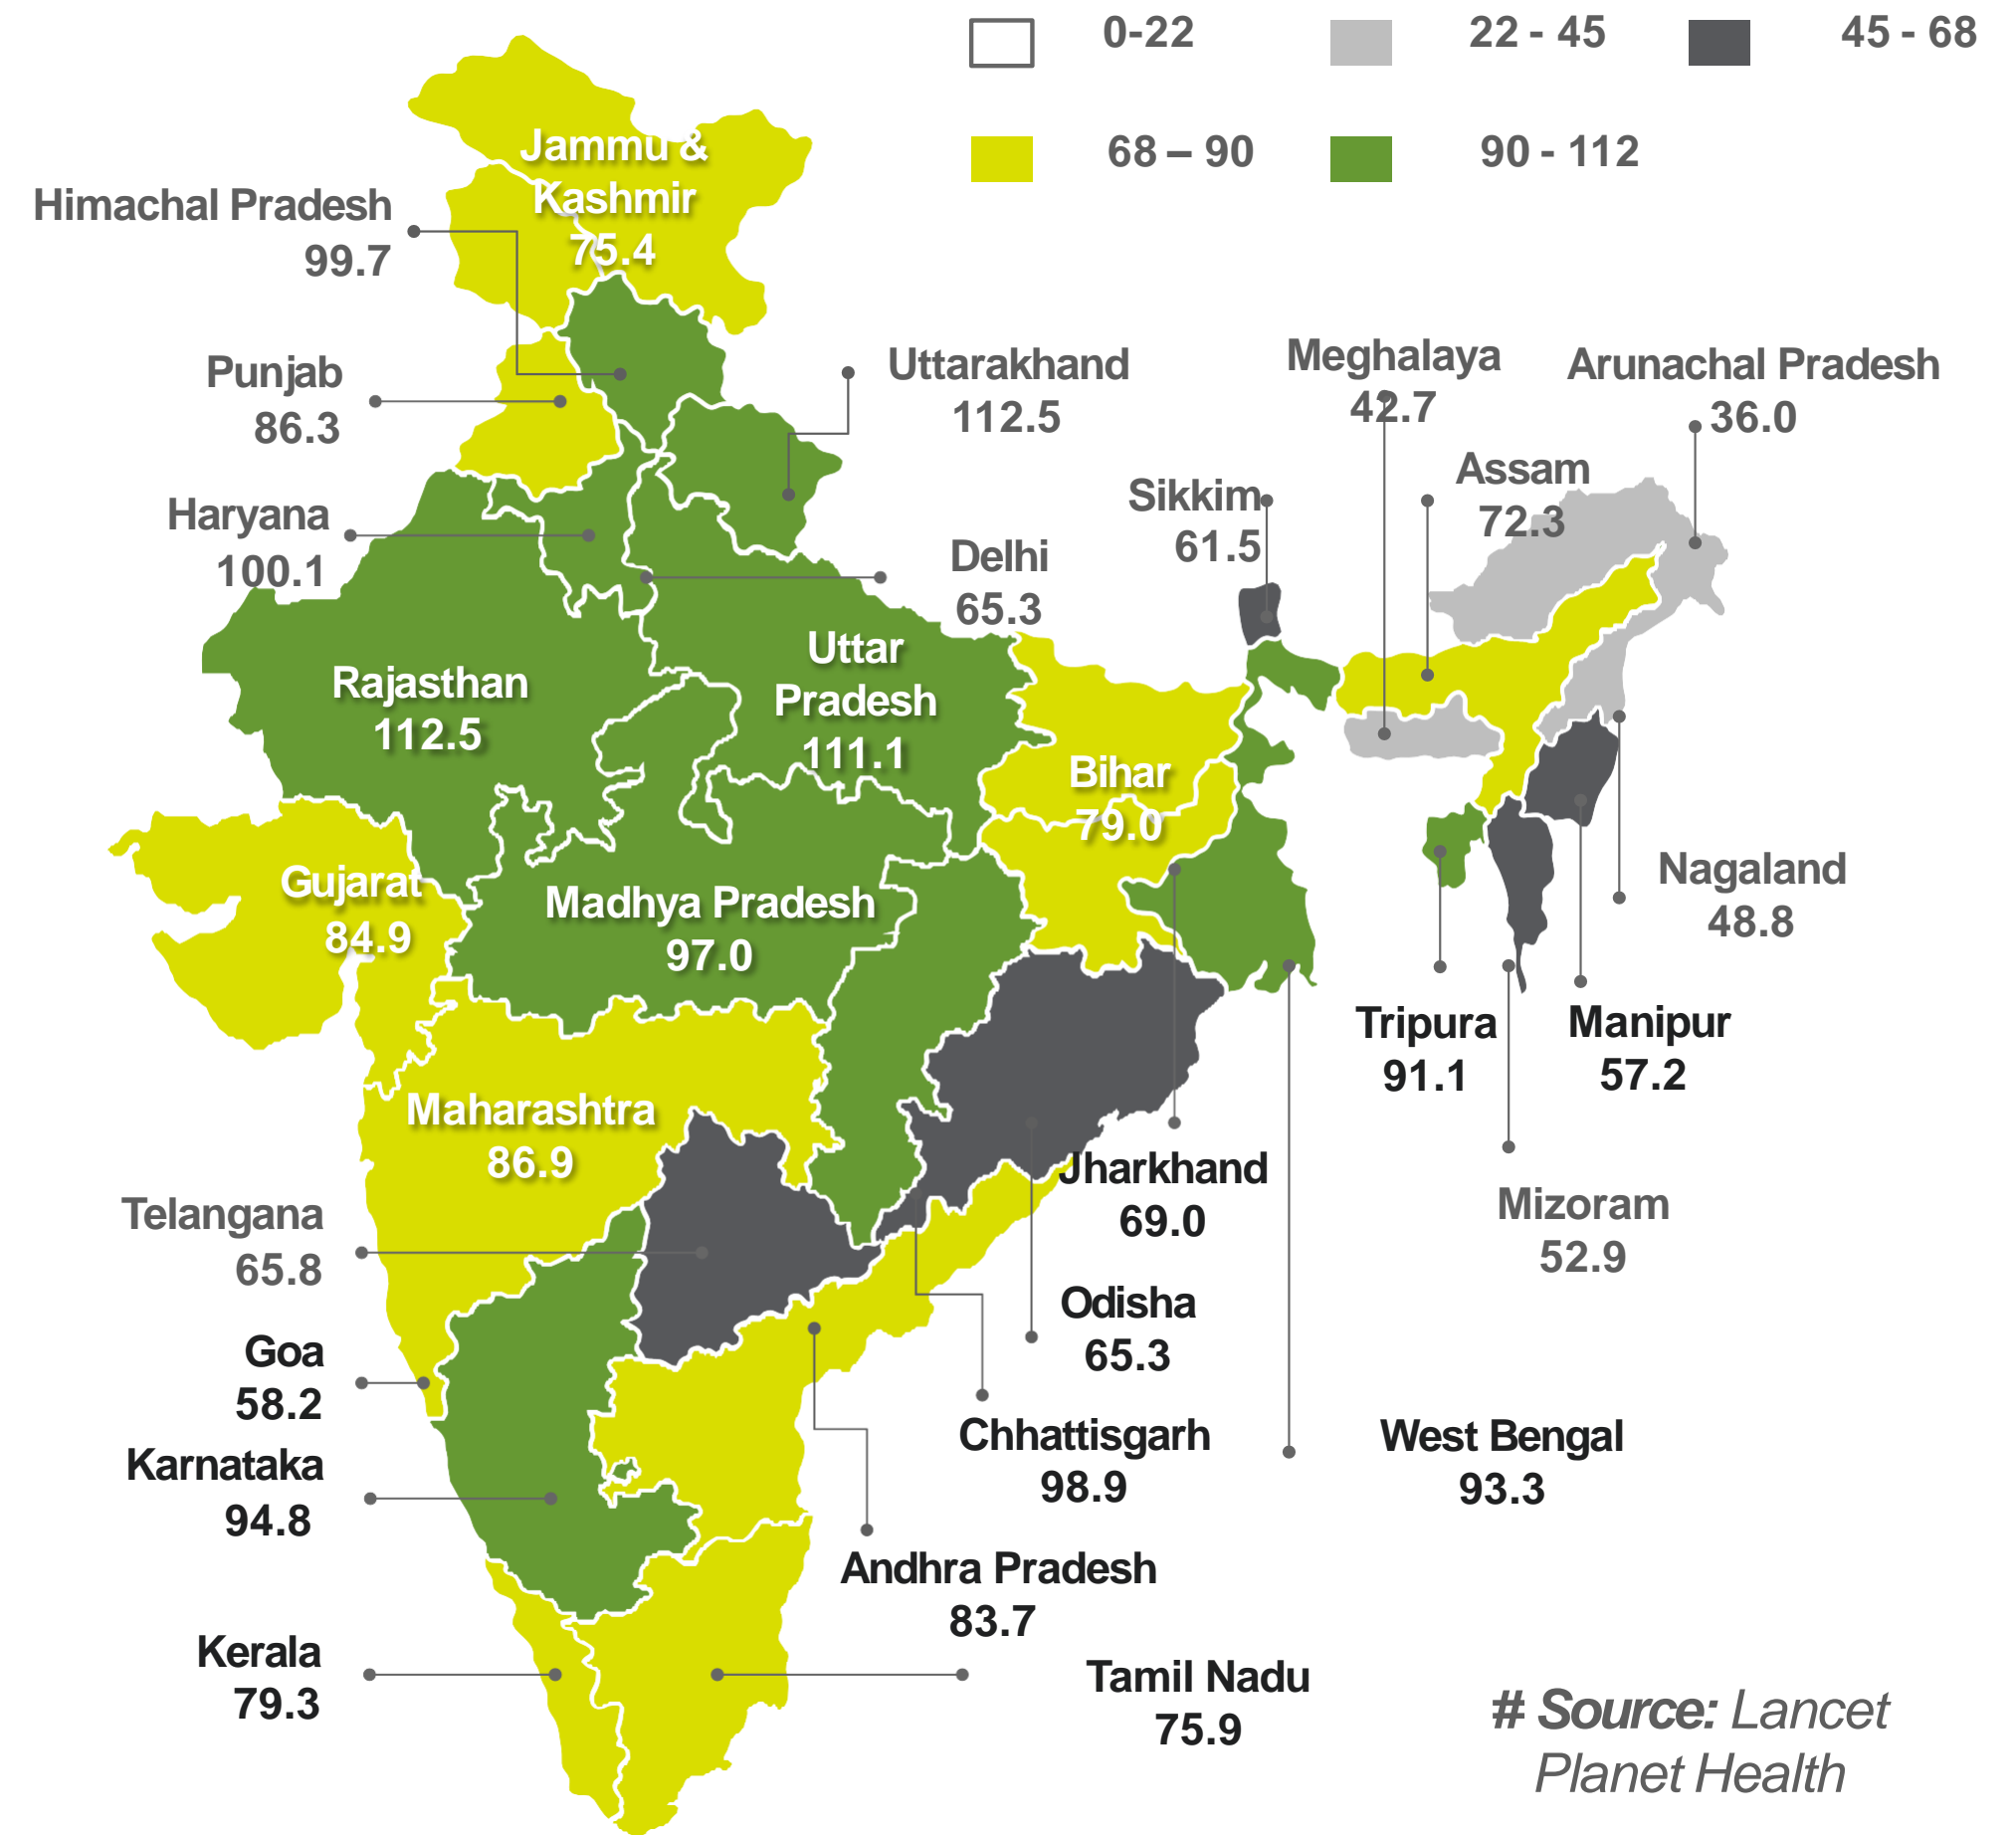 0-22
22 - 45
45 - 68
68 – 90
90 - 112
Jammu &
Kashmir
75.4
Himachal Pradesh
99.7
Punjab
86.3
Uttarakhand
112.5
Meghalaya
42.7
Arunachal Pradesh
36.0
Haryana
100.1
Assam
72.3
Sikkim
61.5
Delhi
65.3
Rajasthan
112.5
Uttar
Pradesh
111.1
Bihar
79.0
Gujarat
84.9
Madhya Pradesh
97.0
Nagaland
48.8
Tripura
91.1
Manipur
57.2
Maharashtra
86.9
Jharkhand
69.0
Mizoram
52.9
Telangana
65.8
Odisha
65.3
Goa
58.2
Chhattisgarh
98.9
West Bengal
93.3
Karnataka
94.8
Andhra Pradesh
83.7
Kerala
79.3
Tamil Nadu
75.9
# Source: Lancet
Planet Health